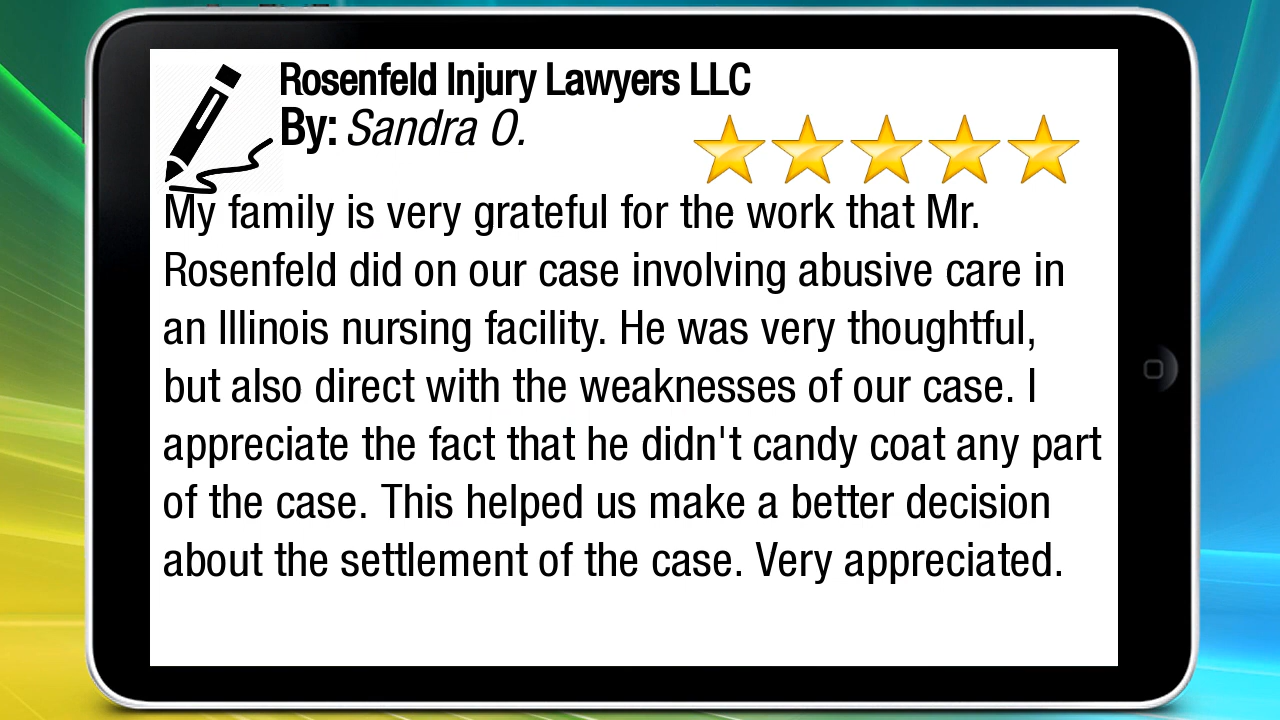 Rosenfeld Injury Lawyers LLC
By: Sandra O.
My family is very grateful for the work that Mr.
Rosenfeld did on our case involving abusive care in
an Illinois nursing facility. He was very thoughtful,
but also direct with the weaknesses of our case. I
appreciate the fact that he didn't candy coat any part
of the case. This helped us make a better decision
about the settlement of the case. Very appreciated.